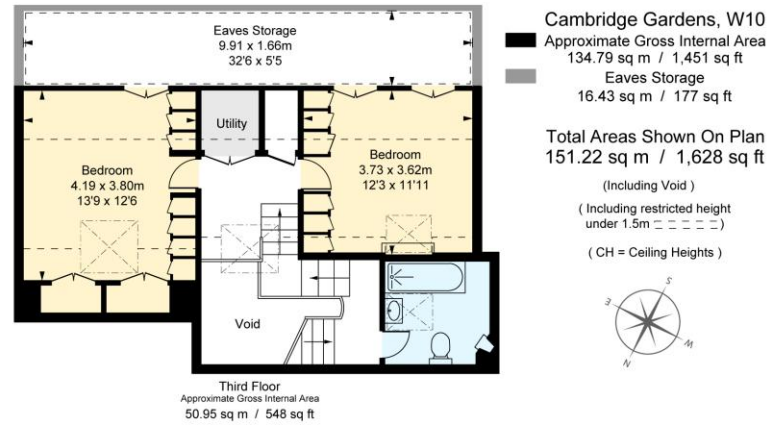 Eaves Storage
9.91 x 1.66m
32'6 x 5'5
Utility
Bedroom
4.19 x 3.80m
13'9 x 12'6
Bedroom
3.73 x 3.62m
12'3 x 11'11
Void
Third Floor
Approximate Gross Internal Area
50.95 sq m / 548 sq ft
Cambridge Gardens, W10
Approximate Gross Internal Area
134.79 sq m / 1,451 sq ft
Eaves Storage
16.43 sq m / 177 sq ft
Total Areas Shown On Plan
151.22 sq m / 1,628 sq ft
(Including Void )
( Including restricted height
under 1.5m )
( CH = Ceiling Heights )
S
E
W
N